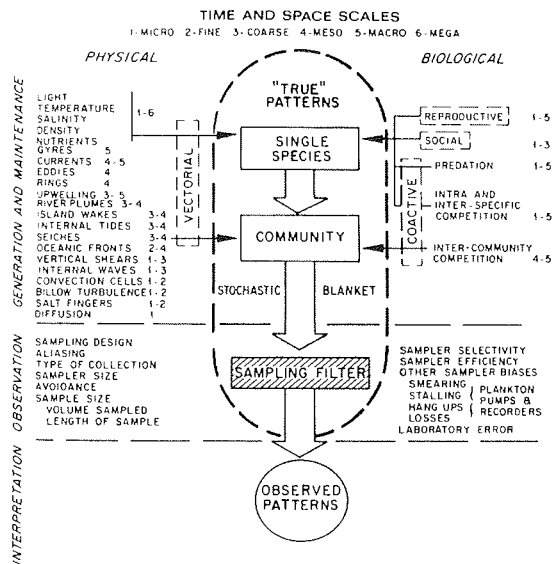 TIME AND SPACE SCALES
1-MICRO 2-FINE 3-COARSE 4-MESO 5-MACRO 6-MEGA
PHYSICAL
BIOLOGICAL
GENERATION AND MAINTENANCE
LIGHT
TEMPERATURE
SALINITY
DENSITY
NUTRIENTS
1-6
GYRES 5
CURRENTS 4-5
EDDIES 4
RINGS 4
UPWELLING 3-5
RIVER PLUMES 3-4
ISLAND WAKES 3-4
INTERNAL TIDES 3-4
SEICHES 3-4
OCEANIC FRONTS 2-4
VERTICAL SHEARS 1-3
INTERNAL WAVES 1-3
CONVECTION CELLS 1-2
BILLOW TURBULENCE 1-2
SALT FINGERS 1-2
DIFFUSION 1
VECTORIAL
"TRUE"
PATTERNS
SINGLE
SPECIES
COMMUNITY
STOCHASTIC BLANKET
REPRODUCTIVE 1-5
SOCIAL 1-3
PREDATION 1-5
INTRA AND
INTER-SPECIFIC
COMPETITION 1-5
COACTIVE
INTER-COMMUNITY
COMPETITION 4-5
OBSERVATION
SAMPLING DESIGN
ALIASING
TYPE OF COLLECTION
SAMPLER SIZE
AVOIDANCE
SAMPLE SIZE
VOLUME SAMPLED
LENGTH OF SAMPLE
SAMPLING FILTER
SAMPLER SELECTIVITY
SAMPLER EFFICIENCY
OTHER SAMPLER BIASES
SMEARING
STALLING
HANG UPS
LOSSES
PLANKTON
PUMPS &
RECORDERS
LABORATORY ERROR
INTERPRETATION
OBSERVED
PATTERNS